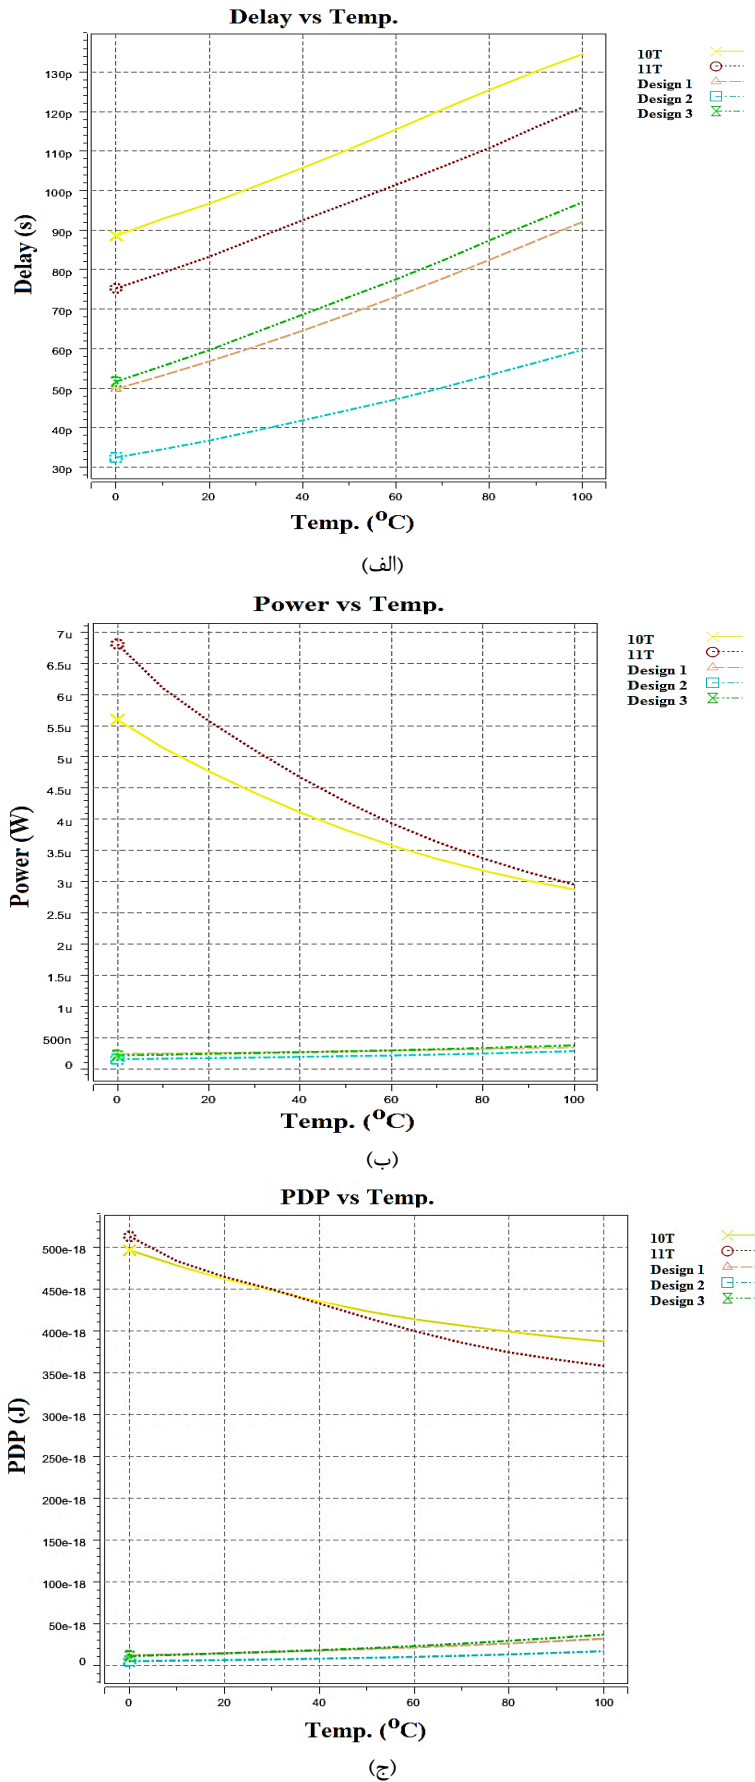 Delay vs Temp.
10T
11T
Design 1
Design 2
Design 3
130p
120p
110p
100p
90p
80p
70p
60p
50p
40p
30p
Delay (s)
0 20 40 60 80 100
Temp. (⁰C)
(الف)
Power vs Temp.
10T
11T
Design 1
Design 2
Design 3
7u
6.5u
6u
5.5u
5u
4.5u
4u
3.5u
3u
2.5u
2u
1.5u
1u
500n
0
Power (W)
0 20 40 60 80 100
Temp. (⁰C)
(ب)
PDP vs Temp.
10T
11T
Design 1
Design 2
Design 3
500e-18
450e-18
400e-18
350e-18
300e-18
250e-18
200e-18
150e-18
100e-18
50e-18
0
PDP (J)
0 20 40 60 80 100
Temp. (⁰C)
(ج)